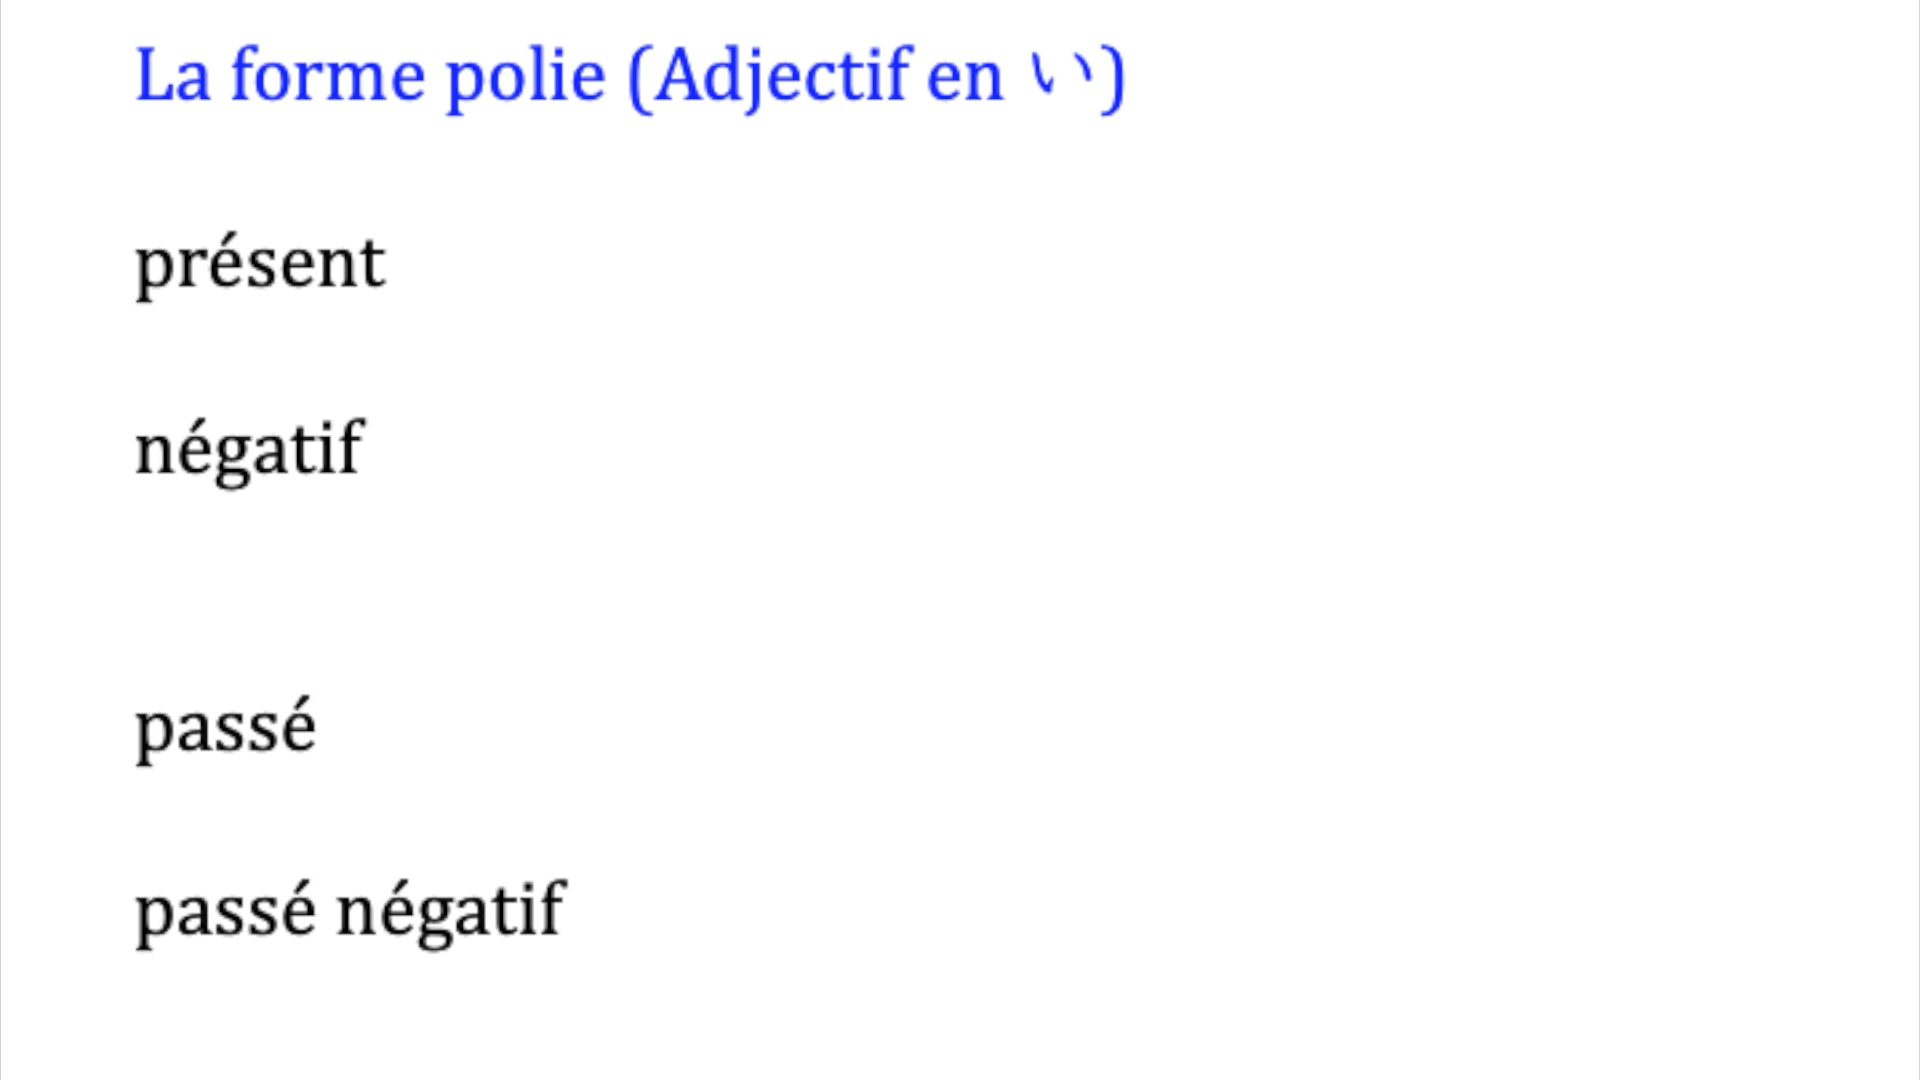 La forme polie (Adjectif en い)
présent
négatif
passé
passé négatif